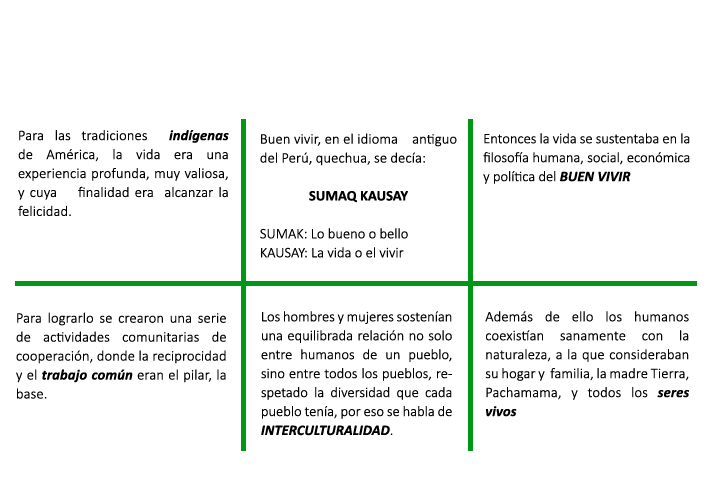 Para las tradiciones indígenas
de América, la vida era una
experiencia profunda, muy valiosa,
y cuya finalidad era alcanzar la
felicidad.
Buen vivir, en el idioma antiguo
del Perú, quechua, se decía:
SUMAQ KAUSAY
SUMAK: Lo bueno o bello
KAUSAY: La vida o el vivir
Entonces la vida se sustentaba en la
filosofía humana, social, económica
y política del BUEN VIVIR
Para lograrlo se crearon una serie
de actividades comunitarias de
cooperación, donde la reciprocidad
y el trabajo común eran el pilar, la
base.
Los hombres y mujeres sostenían
una equilibrada relación no solo
entre humanos de un pueblo,
sino entre todos los pueblos, re-
spetado la diversidad que cada
pueblo tenía, por eso se habla de
INTERCULTURALIDAD.
Además de ello los humanos
coexistían sanamente con la
naturaleza, a la que consideraban
su hogar y familia, la madre Tierra,
Pachamama, y todos los seres
vivos